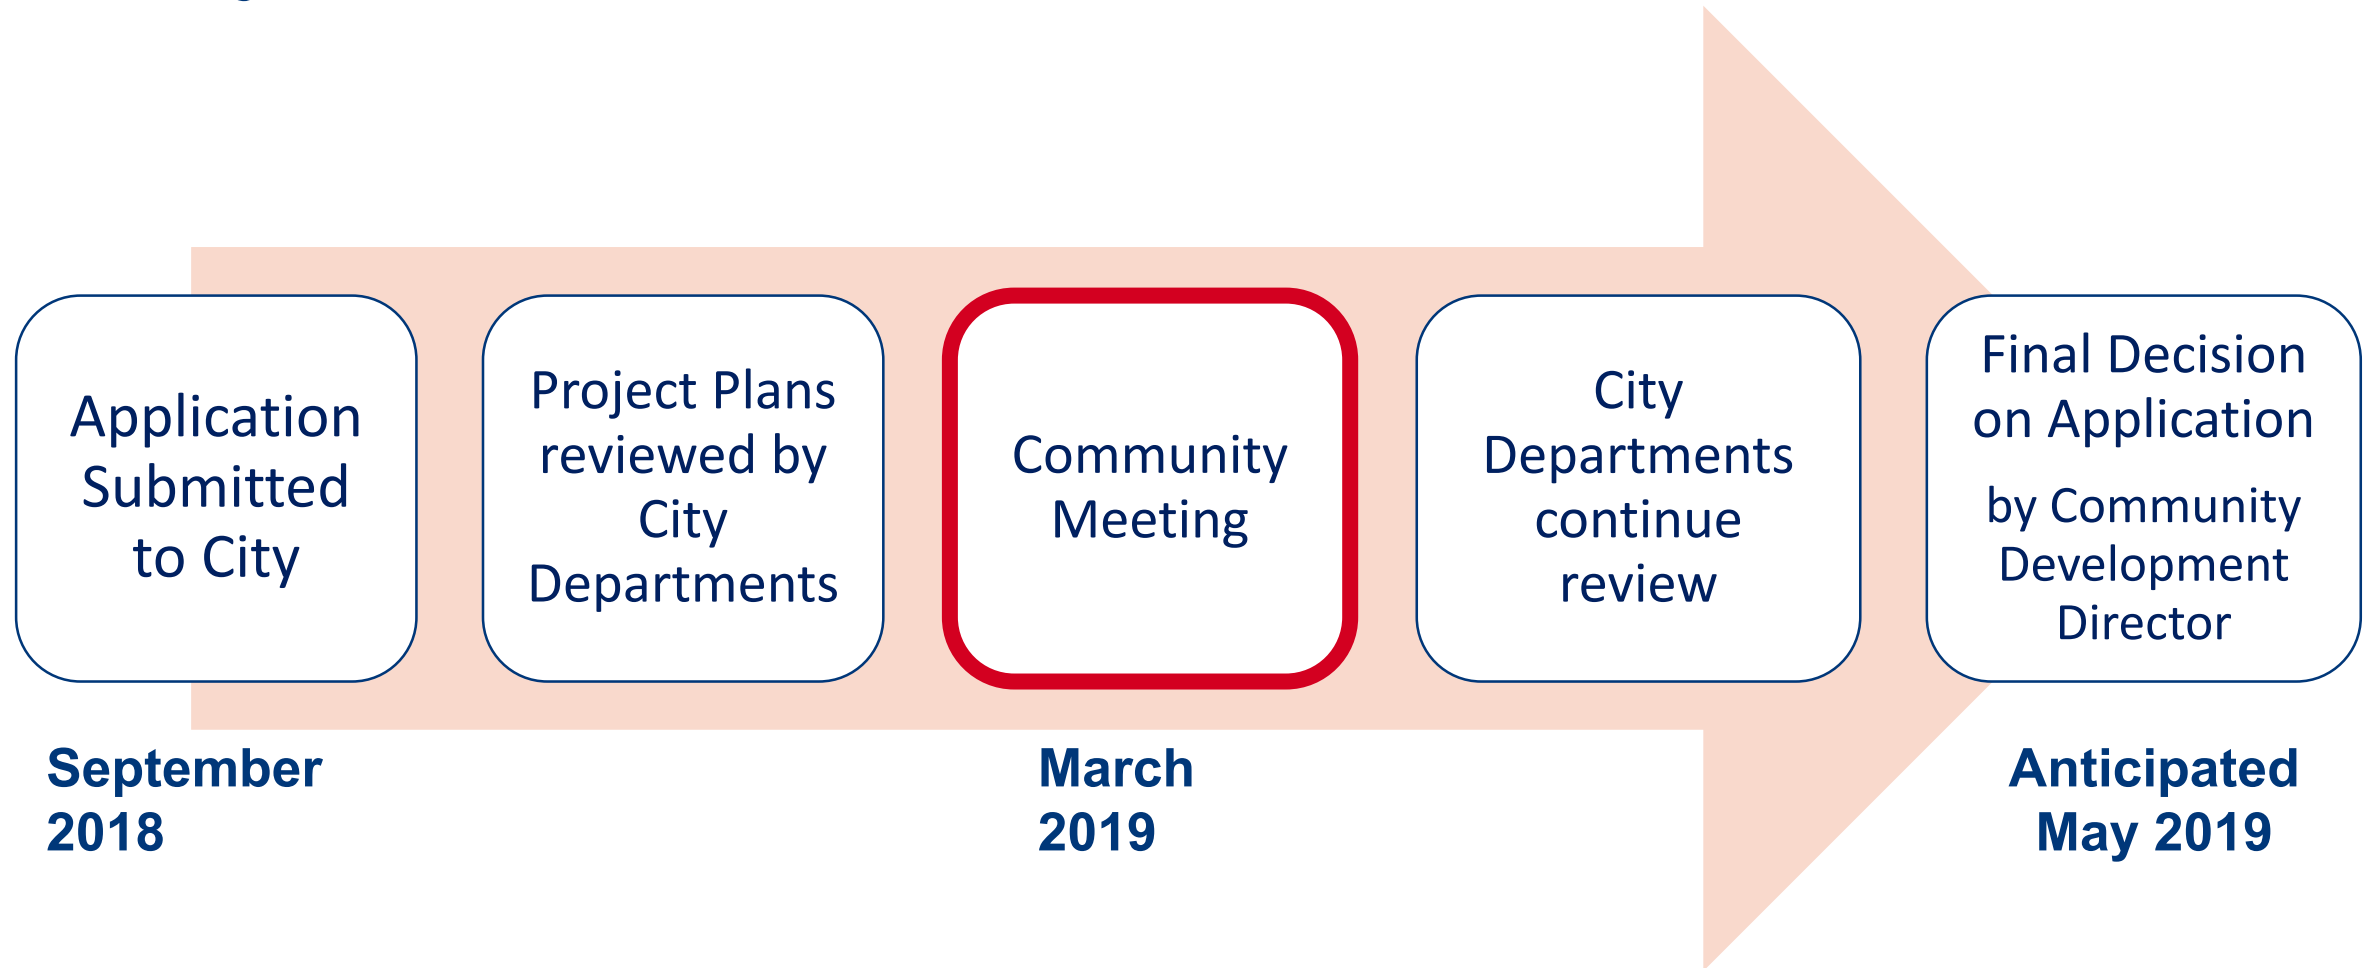 Application
Submitted
to City
Project Plans
reviewed by
City
Departments
Community
Meeting
City
Departments
continue
review
Final Decision
on Application
by Community
Development
Director
September
2018
March
2019
Anticipated
May 2019